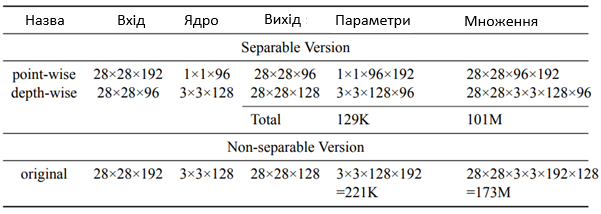 Назва Вхід Ядро Вихід Параметри Множення
Separable Version
point-wise 28×28×192 1×1×96 28×28×96 1×1×96×192 28×28×96×192
depth-wise 28×28×96 3×3×128 28×28×128 3×3×128×96 28×28×3×3×128×96
Total 129K 101M
Non-separable Version
original 28×28×192 3×3×128 28×28×128 3×3×128×192 28×28×3×3×192×128
=221K =173M